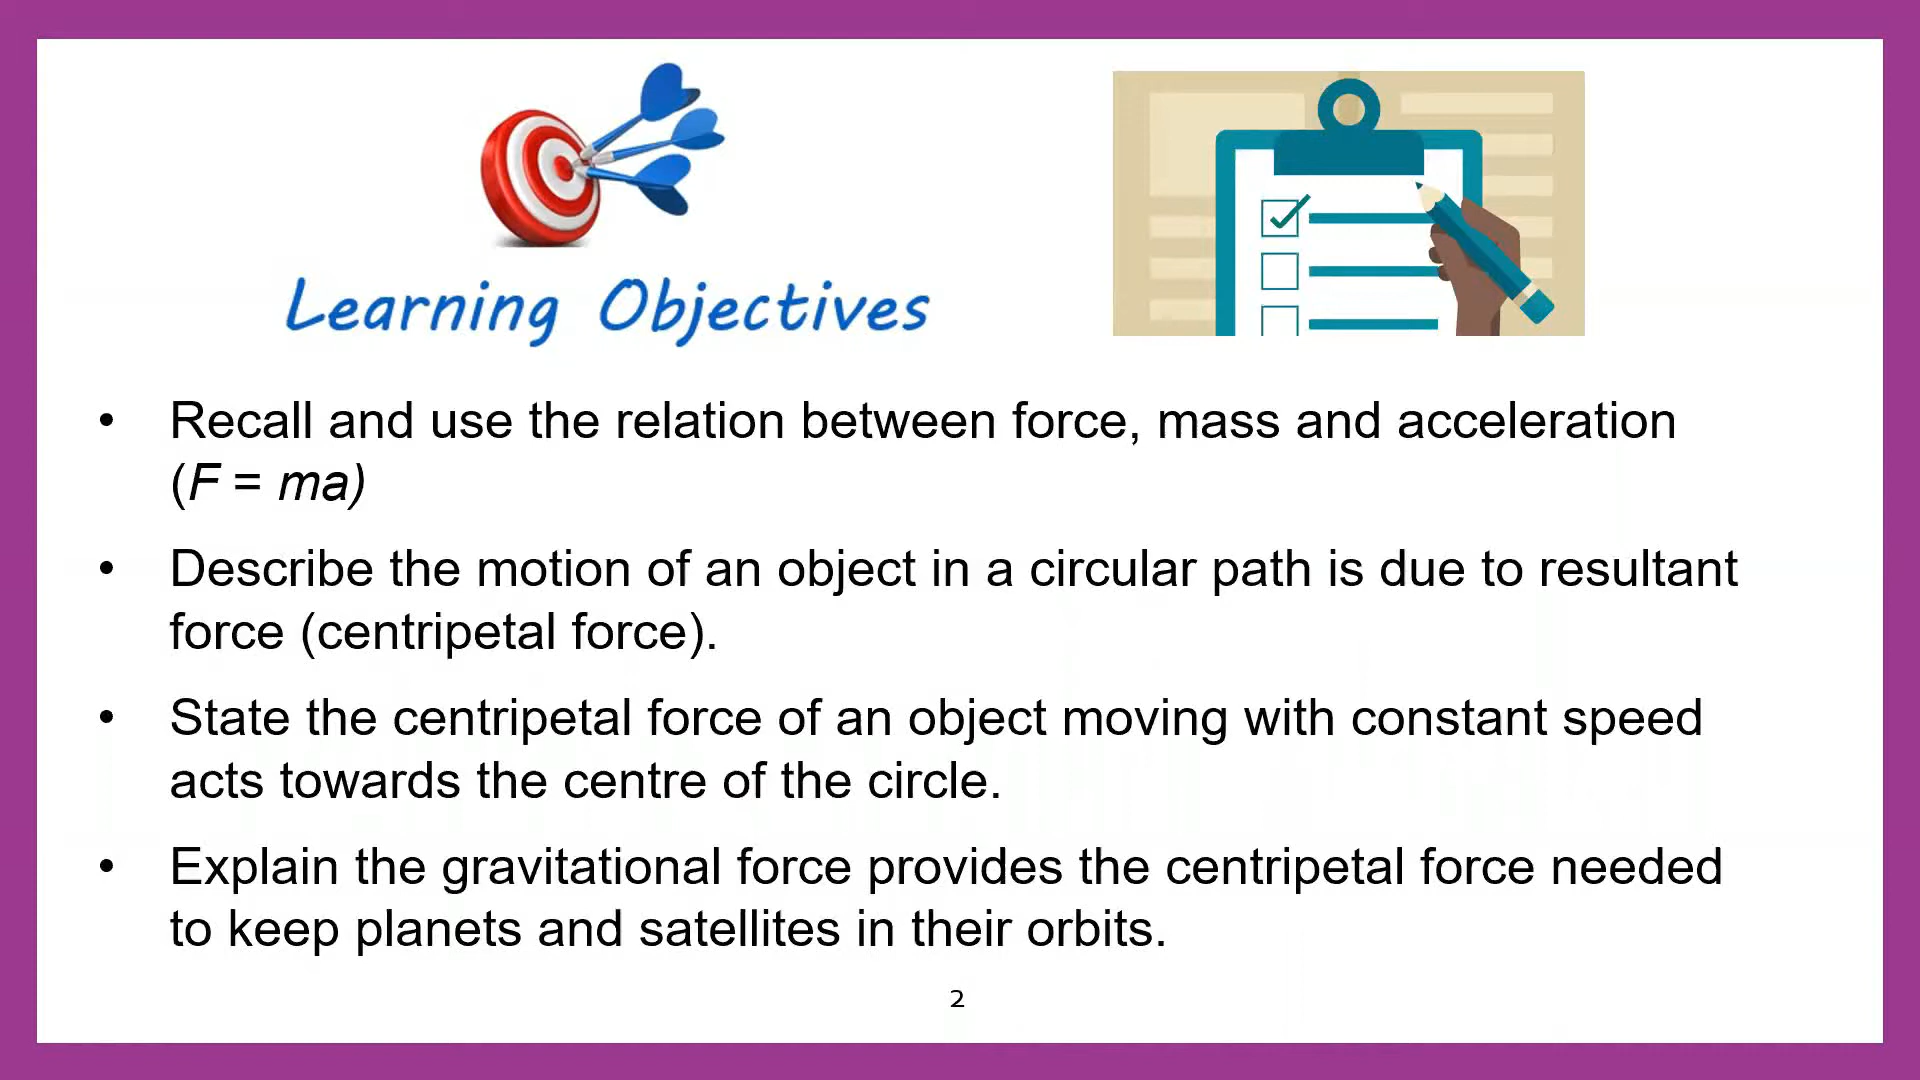 Learning Objectives
• Recall and use the relation between force, mass and acceleration
(F = ma)
• Describe the motion of an object in a circular path is due to resultant
force (centripetal force).
• State the centripetal force of an object moving with constant speed
acts towards the centre of the circle.
• Explain the gravitational force provides the centripetal force needed
to keep planets and satellites in their orbits.
2